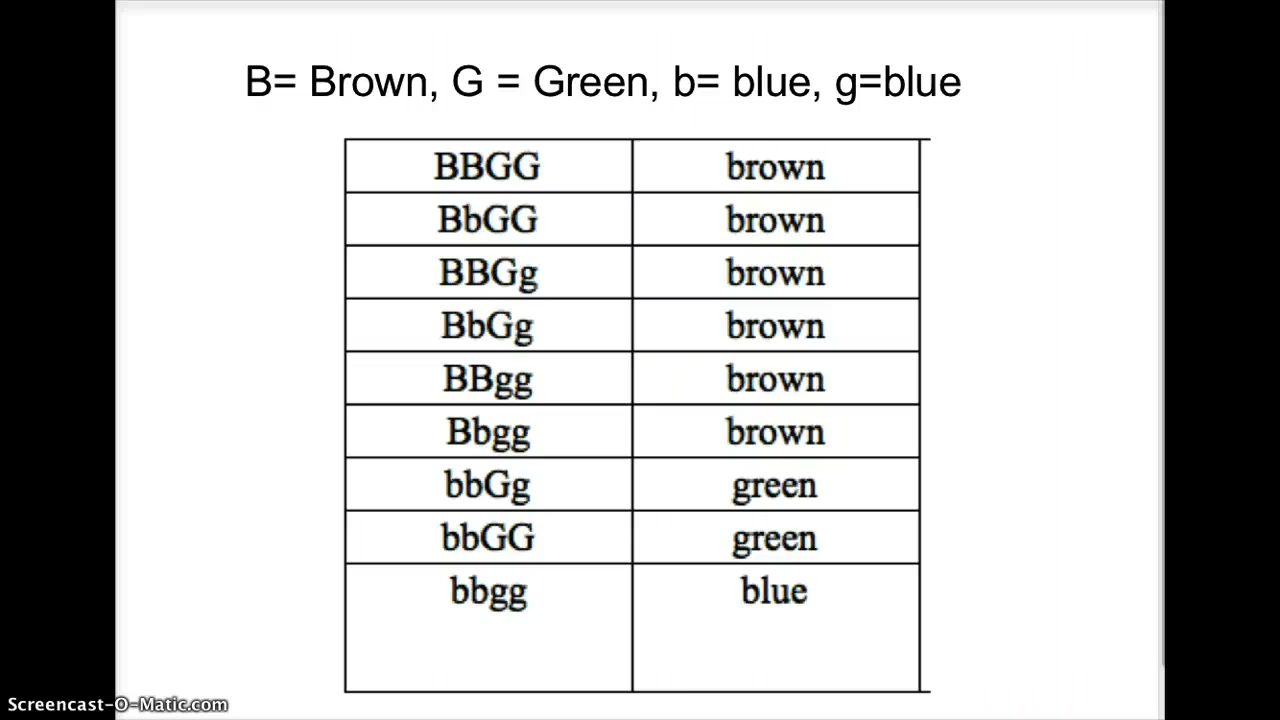 B= Brown, G = Green, b= blue, g=blue
BBGG brown
BbGG brown
BBGg brown
BbGg brown
BBgg brown
Bbgg brown
bbGg green
bbGG green
bbgg blue
Screencast-O-Matic.com